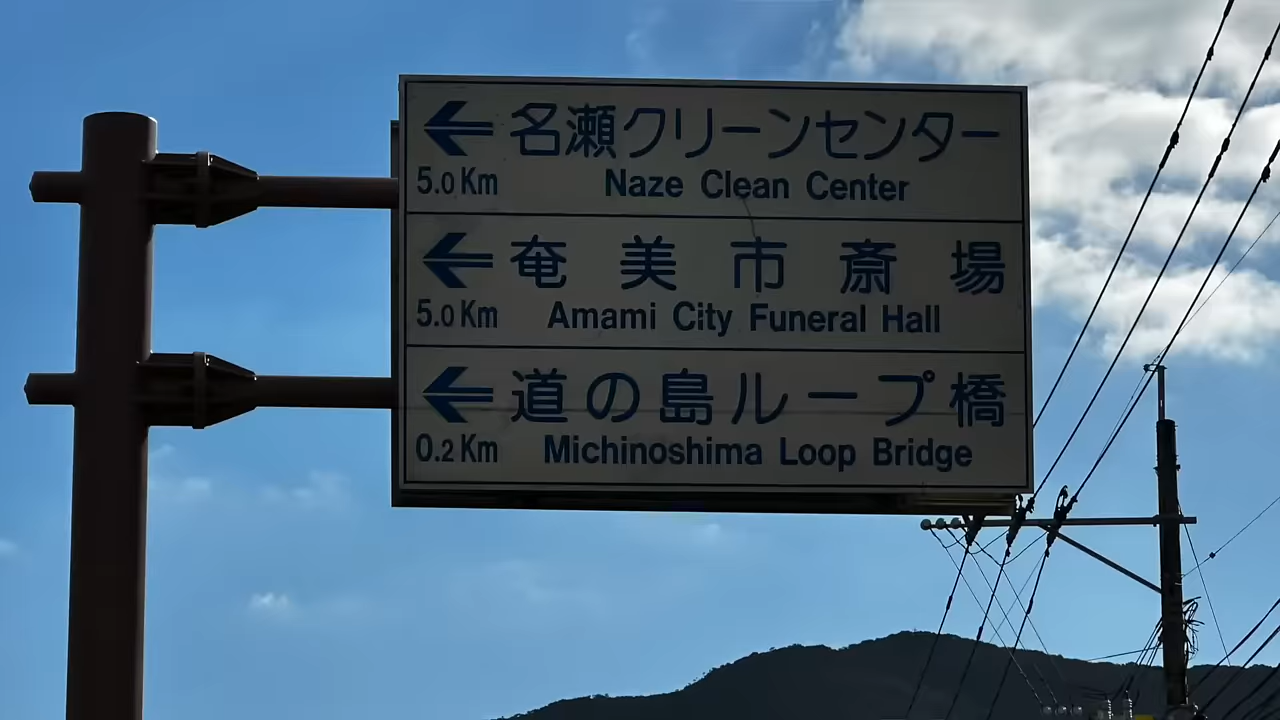 ← 名瀬クリーンセンター
5.0Km Naze Clean Center
← 奄美市斎場
5.0Km Amami City Funeral Hall
← 道の島ループ橋
0.2Km Michinoshima Loop Bridge